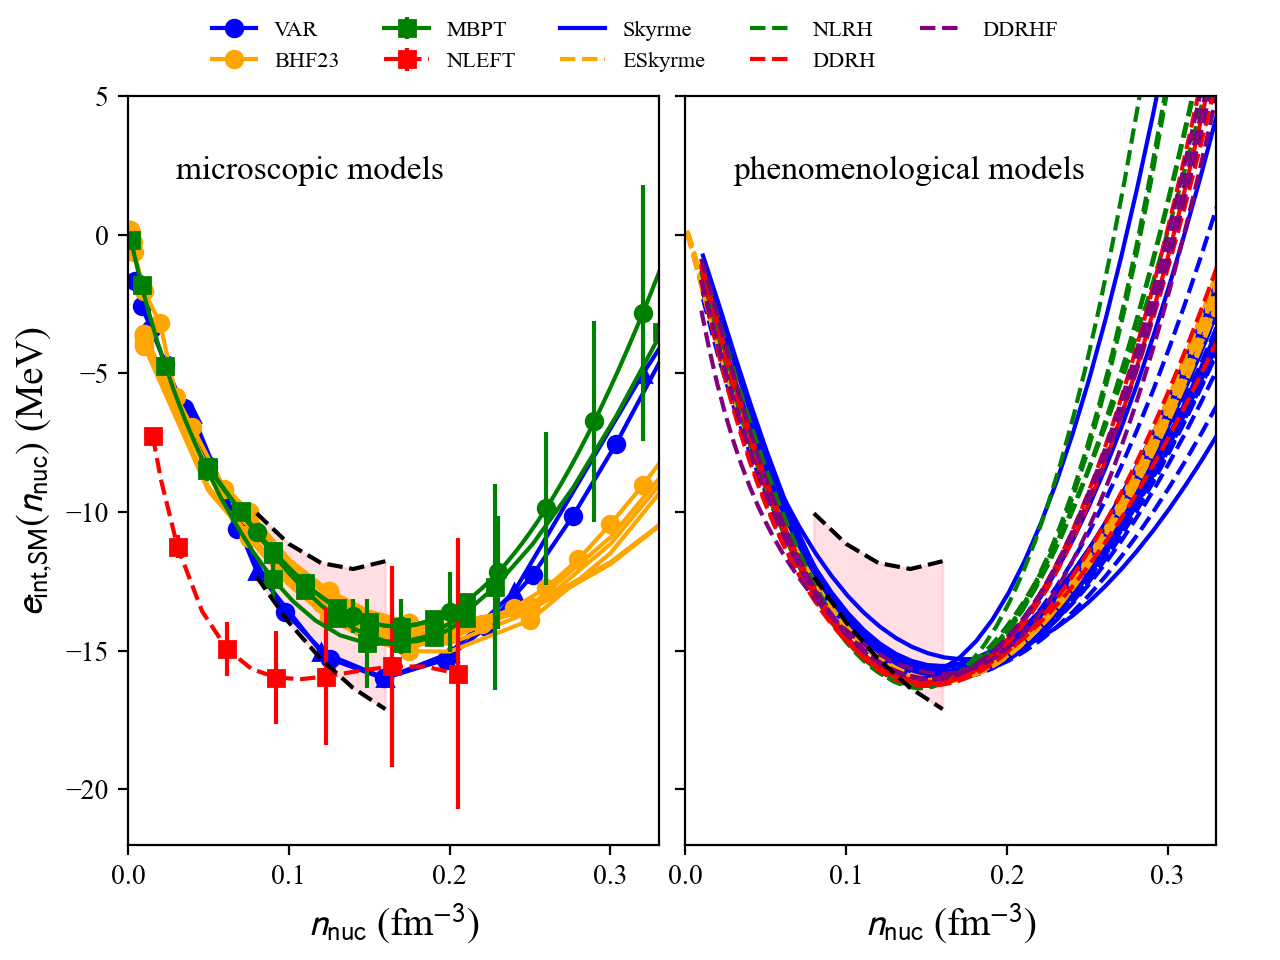 VAR MBPT Skyrme NLRH DDRHF
BHF23 NLEFT ESkyrme DDRH
microscopic models phenomenological models
5
0
−5
−10
−15
−20
e_int,SM(n_nuc) (MeV)
0.0 0.1 0.2 0.3 0.0 0.1 0.2 0.3
n_nuc (fm⁻³) n_nuc (fm⁻³)